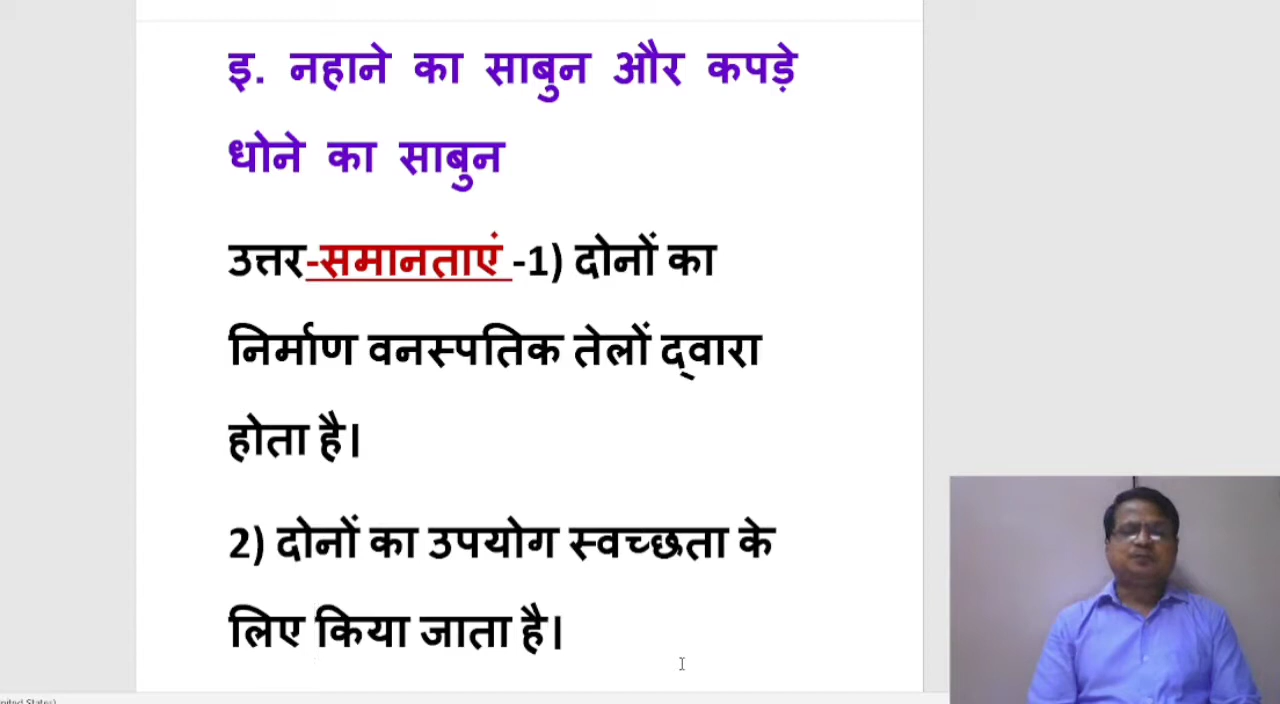 इ. नहाने का साबुन और कपड़े
धोने का साबुन
उत्तर-समानताएं -1) दोनों का
निर्माण वनस्पतिक तेलों द्वारा
होता है।
2) दोनों का उपयोग स्वच्छता के
लिए किया जाता है।